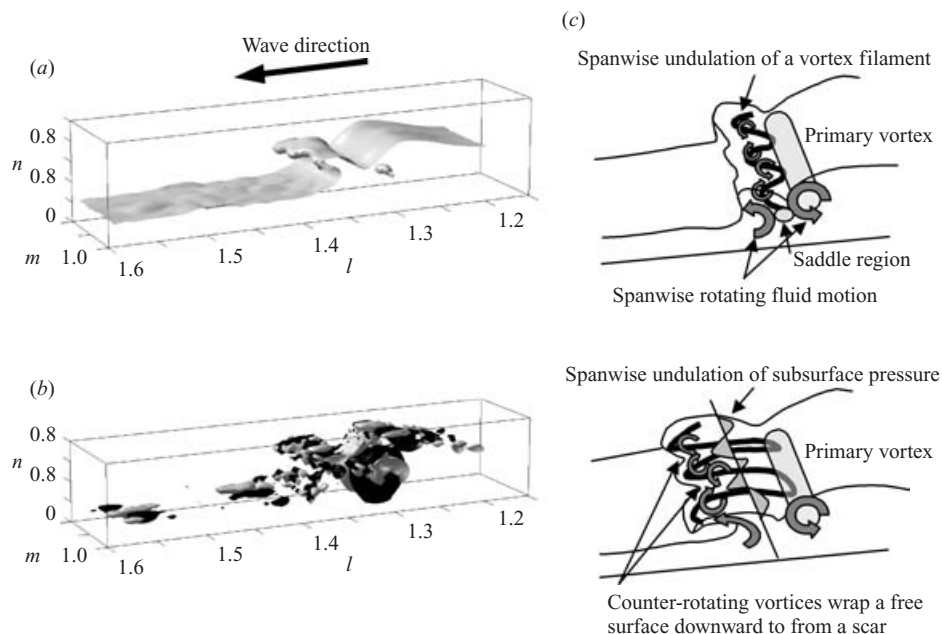 (c)
Wave direction
(a)
Spanwise undulation of a vortex filament
Primary vortex
0.8
n 0.8
0
m 1.0
1.6 1.5 1.4 1.3 1.2
l
Saddle region
Spanwise rotating fluid motion
(b)
Spanwise undulation of subsurface pressure
Primary vortex
0.8
n 0.8
0
m 1.0
1.6 1.5 1.4 1.3 1.2
l
Counter-rotating vortices wrap a free
surface downward to from a scar